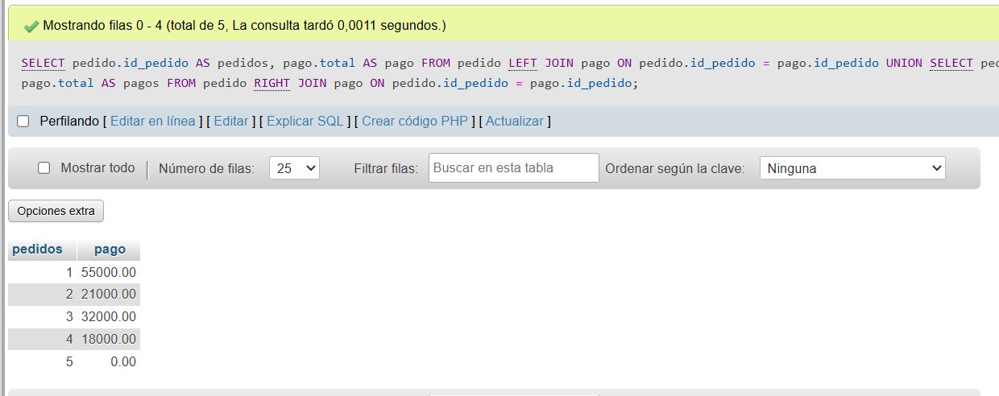 Mostrando filas 0 - 4 (total de 5, La consulta tardó 0,0011 segundos.)
SELECT pedido.id_pedido AS pedidos, pago.total AS pago FROM pedido LEFT JOIN pago ON pedido.id_pedido = pago.id_pedido UNION SELECT
pago.total AS pagos FROM pedido RIGHT JOIN pago ON pedido.id_pedido = pago.id_pedido;
Perfilando [ Editar en línea ] [ Editar ] [ Explicar SQL ] [ Crear código PHP ] [ Actualizar ]
Mostrar todo | Número de filas: 25 Filtrar filas: Buscar en esta tabla Ordenar según la clave: Ninguna
Opciones extra
pedidos pago
1 55000.00
2 21000.00
3 32000.00
4 18000.00
5 0.00